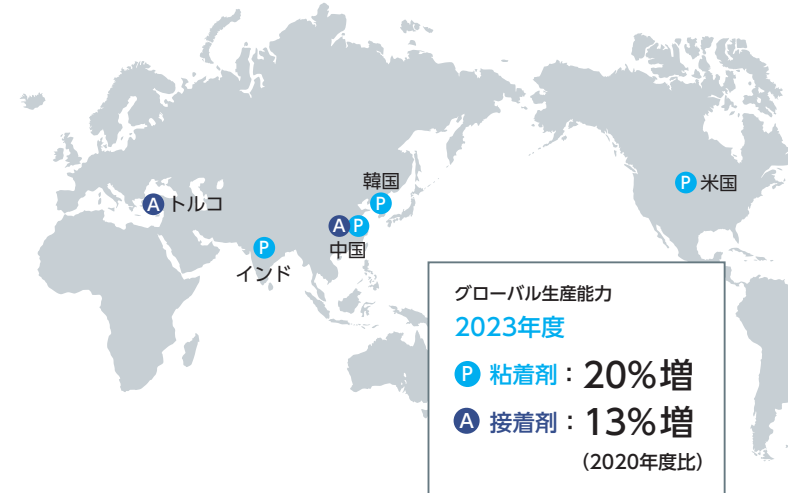 韓国
P
P 米国
A トルコ
A P
中国
P
インド
グローバル生産能力
2023年度
P 粘着剤：20%増
A 接着剤：13%増
（2020年度比）